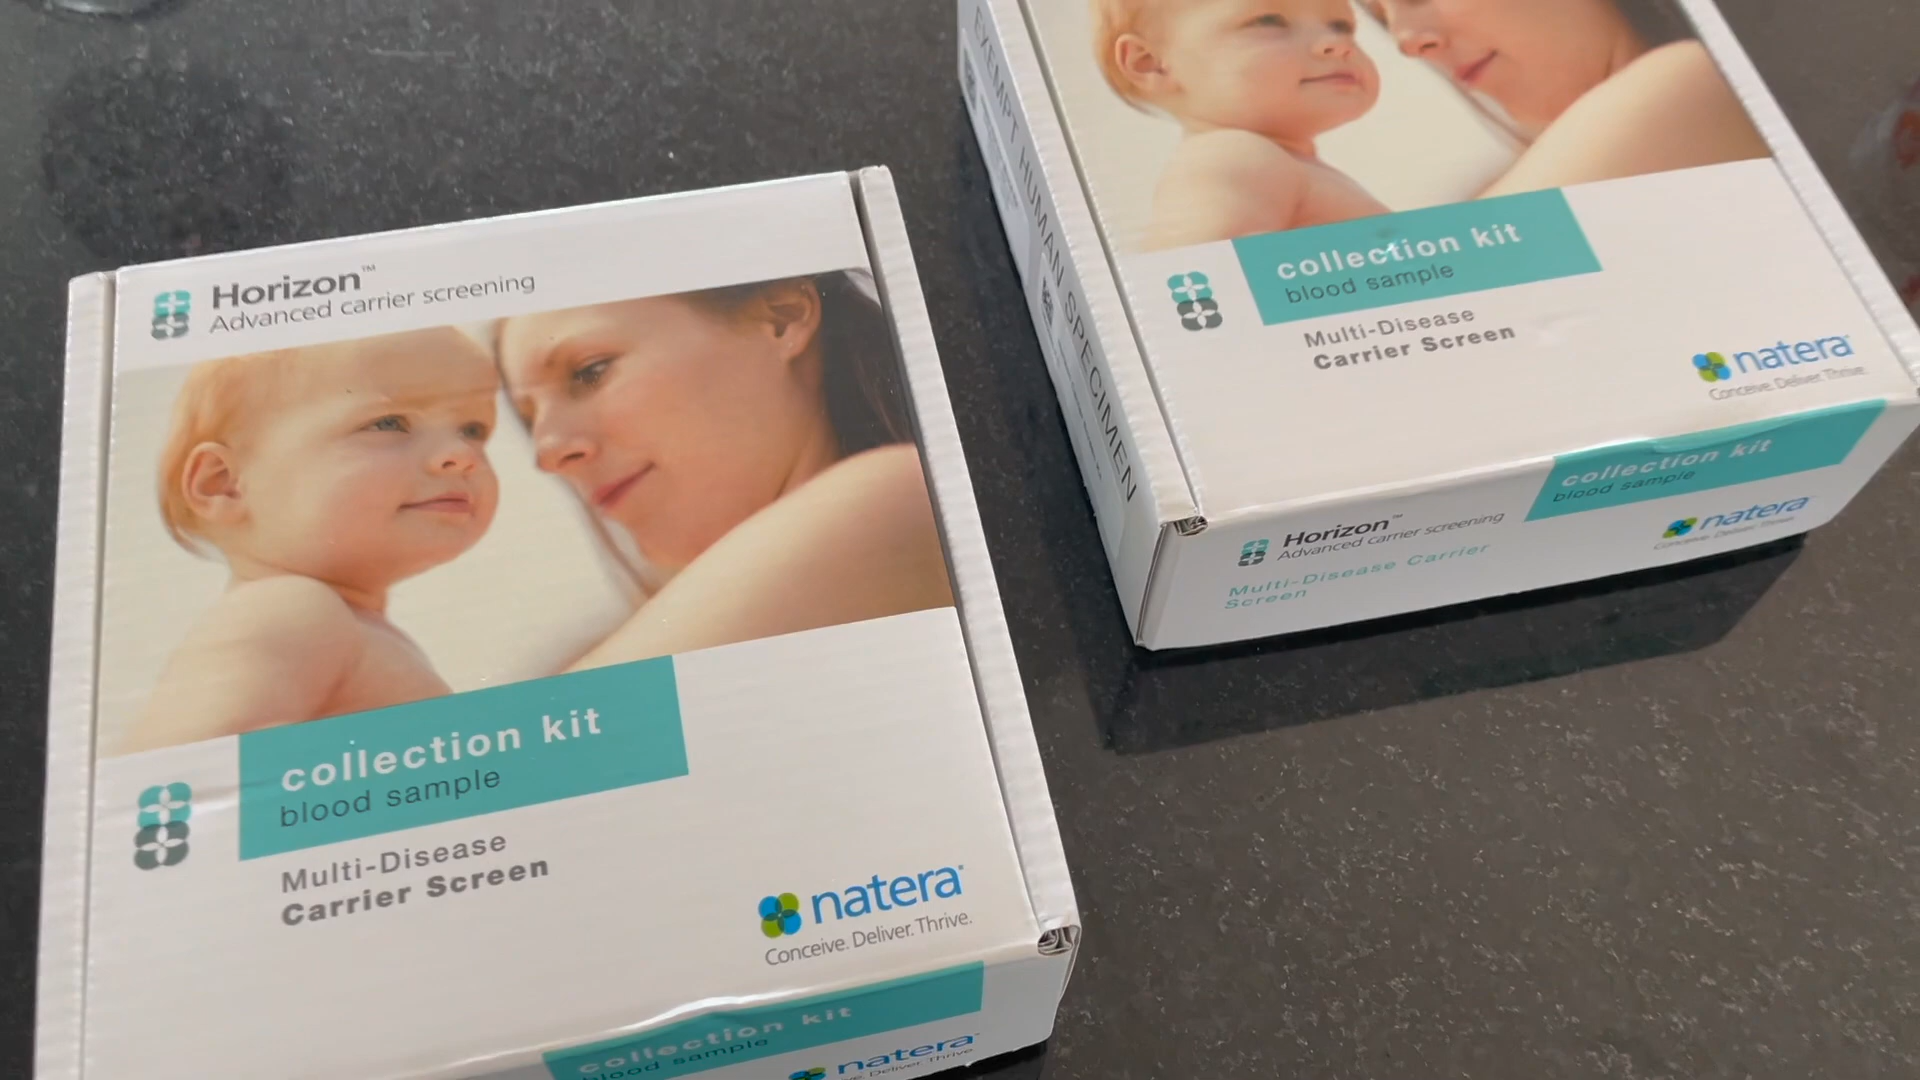 Horizon™
Advanced carrier screening
collection kit
blood sample
Multi-Disease
Carrier Screen
natera
Conceive. Deliver. Thrive.
collection kit
blood sample
natera
EXEMPT HUMAN SPECIMEN
collection kit
blood sample
Multi-Disease
Carrier Screen
natera
Conceive. Deliver. Thrive.
collection kit
blood sample
Horizon™
Advanced carrier screening
Multi-Disease Carrier
Screen
natera
Conceive. Deliver. Thrive.